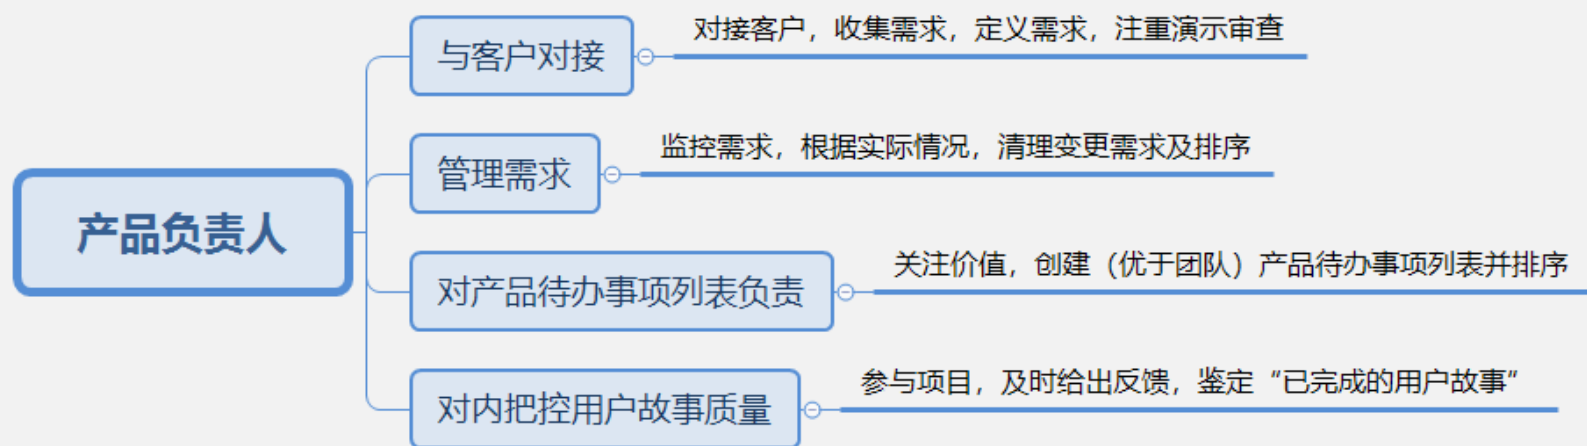 与客户对接
对接客户，收集需求，定义需求，注重演示审查
管理需求
监控需求，根据实际情况，清理变更需求及排序
产品负责人
对产品待办事项列表负责
关注价值，创建（优于团队）产品待办事项列表并排序
对内把控用户故事质量
参与项目，及时给出反馈，鉴定“已完成的用户故事”